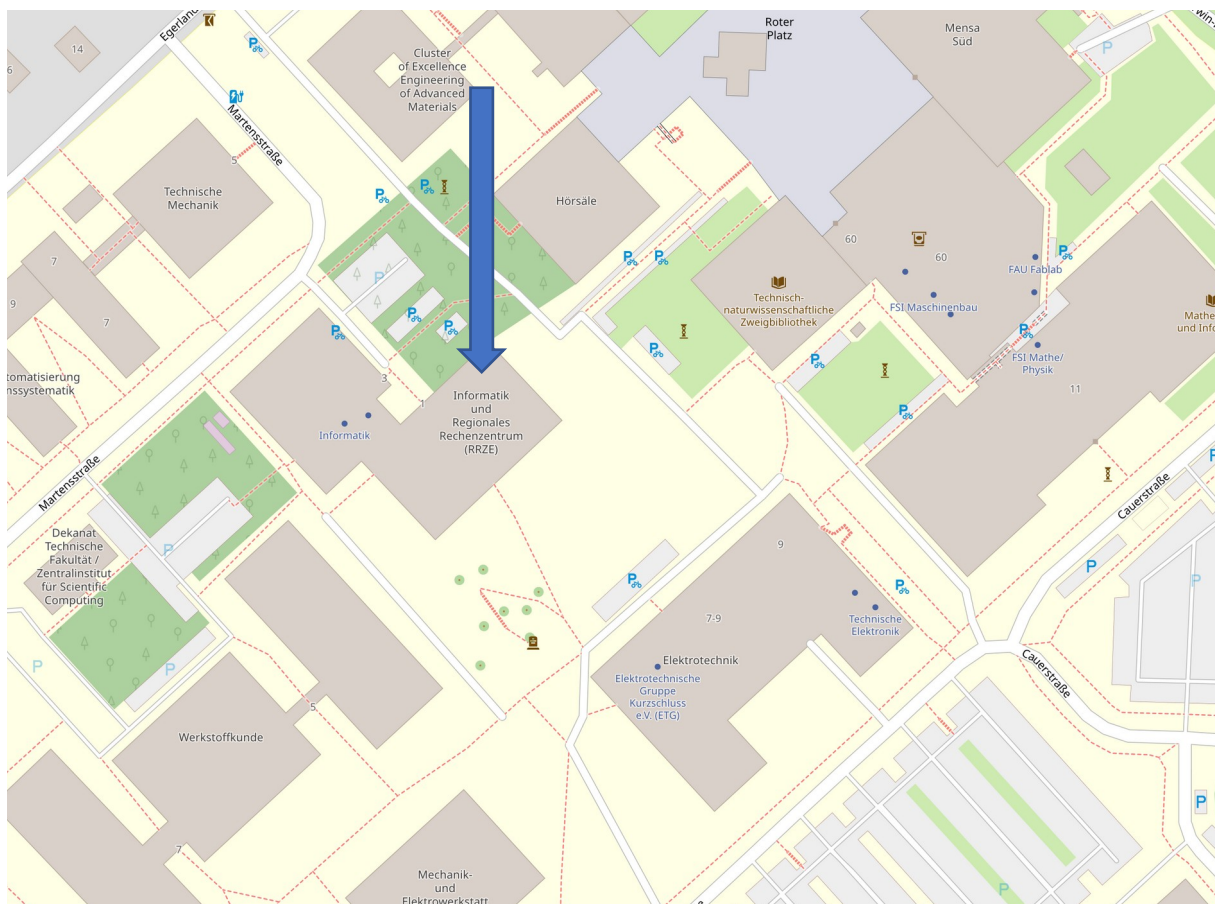 Egerland
14
6
P
Cluster
of Excellence
Engineering
of Advanced
Materials
Roter
Platz
Mensa
Süd
P
Martensstraße
5
Technische
Mechanik
P
P
Hörsäle
7
7
9
P
P
P
P
P
P
60
60
FAU Fablab
P
FSI Maschinenbau
Technisch-
naturwissenschaftliche
Zweigbibliothek
P
P
P
FSI Mathe/
Physik
11
Mathe
und Info
tomatisierung
nssystematik
3
1
Informatik
Informatik
und
Regionales
Rechenzentrum
(RRZE)
P
Martensstraße
Cauerstraße
P
Dekanat
Technische
Fakultät /
Zentralinstitut
für Scientific
Computing
P
9
P
P
P
P
Technische
Elektronik
7-9
Elektrotechnik
Elektrotechnische
Gruppe
Kurzschluss
e.V. (ETG)
Cauerstraße
P
P
5
Werkstoffkunde
P
P
7
Mechanik-
und
Elektrowerkstatt